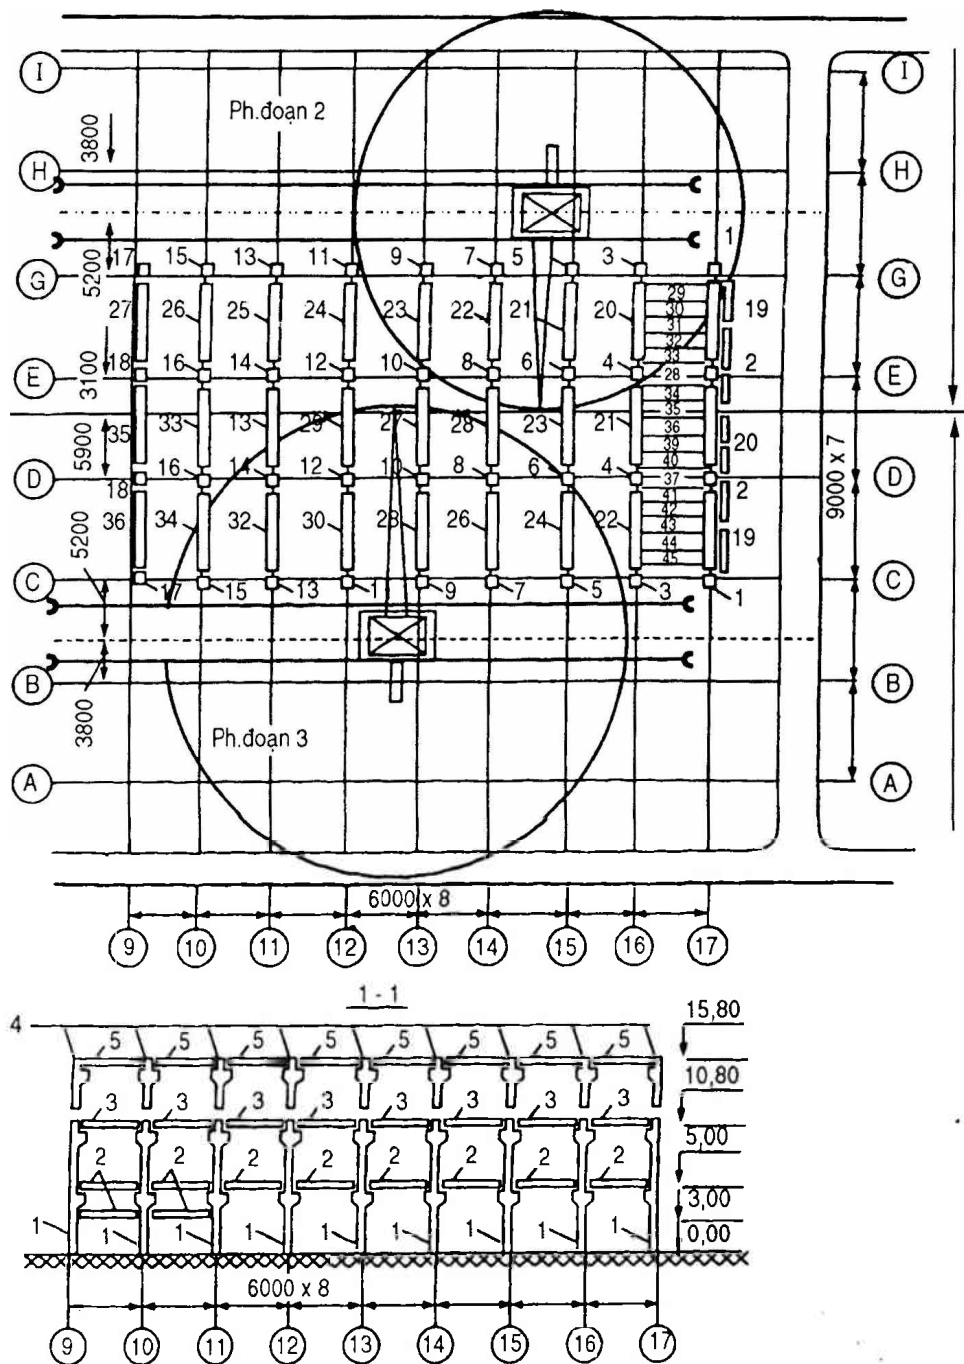 I I
Ph.đoạn 2
3800
H H
1
17 15 13 11 9 7 5 3
G G
5200
27 26 25 24 23 22 21 20 29 19
30
31
32
33
18 16 14 12 10 8 6 4 28 2
E E
3100
34
35 33 13 29 27 28 23 21 35
36 20
39
40
5900
9000 x 7
D 16 14 12 10 8 6 4 37 D
18 41 2
42
36 34 32 30 28 26 24 22 43 19
44
45
5200
C C
17 15 13 1 9 7 5 3 1
B B
3800
Ph.đoạn 3
A A
6000 x 8
9 10 11 12 13 14 15 16 17
1 - 1
4 15,80
5 5 5 5 5 5 5 5
10,80
3 3 3 3 3 3 3 3
5,00
2 2 2 2 2 2 2 2
3,00
1 1 1 1 1 1 1 1 1 0,00
6000 x 8
9 10 11 12 13 14 15 16 17